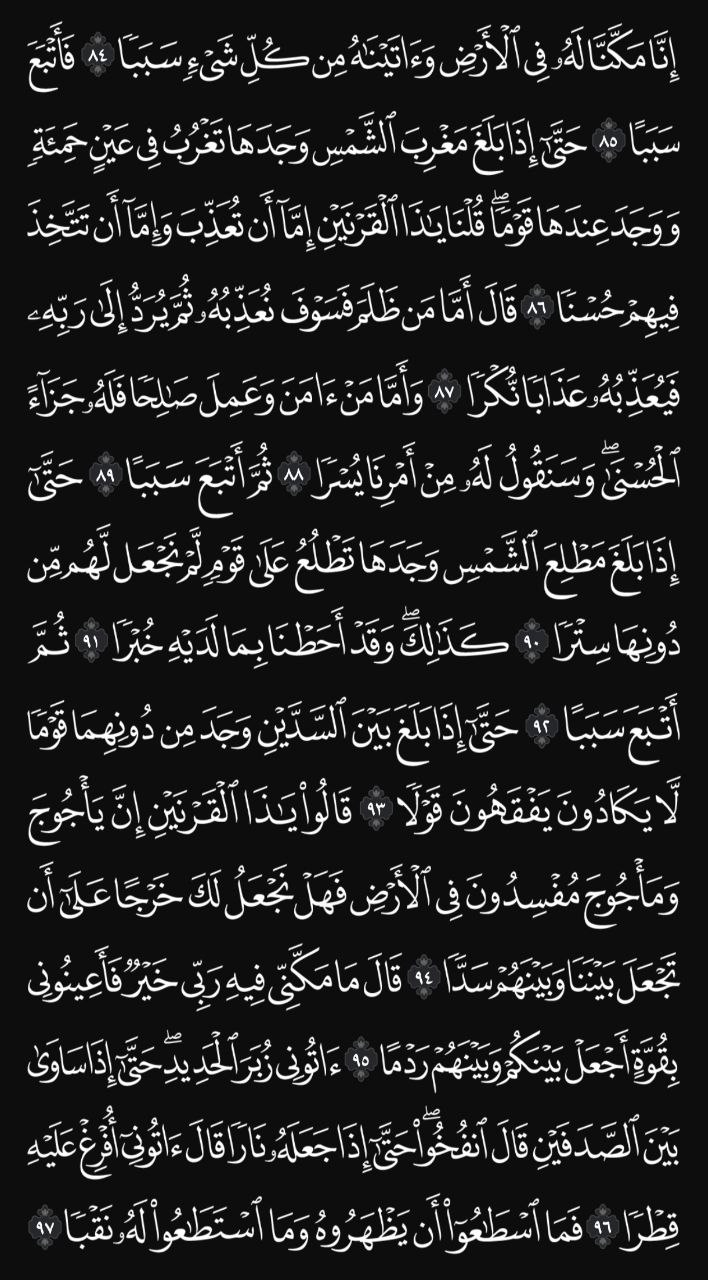 إِنَّا مَكَّنَّا لَهُۥ فِى ٱلْأَرْضِ وَءَاتَيْنَٰهُ مِن كُلِّ شَىْءٍ سَبَبًا ٨٤ فَأَتْبَعَ
سَبَبًا ٨٥ حَتَّىٰٓ إِذَا بَلَغَ مَغْرِبَ ٱلشَّمْسِ وَجَدَهَا تَغْرُبُ فِى عَيْنٍ حَمِئَةٍ
وَوَجَدَ عِندَهَا قَوْمًا ۖ قُلْنَا يَٰذَا ٱلْقَرْنَيْنِ إِمَّآ أَن تُعَذِّبَ وَإِمَّآ أَن تَتَّخِذَ
فِيهِمْ حُسْنًا ٨٦ قَالَ أَمَّا مَن ظَلَمَ فَسَوْفَ نُعَذِّبُهُۥ ثُمَّ يُرَدُّ إِلَىٰ رَبِّهِۦ
فَيُعَذِّبُهُۥ عَذَابًا نُّكْرًا ٨٧ وَأَمَّا مَنْ ءَامَنَ وَعَمِلَ صَٰلِحًا فَلَهُۥ جَزَآءً
ٱلْحُسْنَىٰ ۖ وَسَنَقُولُ لَهُۥ مِنْ أَمْرِنَا يُسْرًا ٨٨ ثُمَّ أَتْبَعَ سَبَبًا ٨٩ حَتَّىٰٓ
إِذَا بَلَغَ مَطْلِعَ ٱلشَّمْسِ وَجَدَهَا تَطْلُعُ عَلَىٰ قَوْمٍ لَّمْ نَجْعَل لَّهُم مِّن
دُونِهَا سِتْرًا ٩٠ كَذَٰلِكَ ۖ وَقَدْ أَحَطْنَا بِمَا لَدَيْهِ خُبْرًا ٩١ ثُمَّ
أَتْبَعَ سَبَبًا ٩٢ حَتَّىٰٓ إِذَا بَلَغَ بَيْنَ ٱلسَّدَّيْنِ وَجَدَ مِن دُونِهِمَا قَوْمًا
لَّا يَكَادُونَ يَفْقَهُونَ قَوْلًا ٩٣ قَالُوا۟ يَٰذَا ٱلْقَرْنَيْنِ إِنَّ يَأْجُوجَ
وَمَأْجُوجَ مُفْسِدُونَ فِى ٱلْأَرْضِ فَهَلْ نَجْعَلُ لَكَ خَرْجًا عَلَىٰٓ أَن
تَجْعَلَ بَيْنَنَا وَبَيْنَهُمْ سَدًّا ٩٤ قَالَ مَا مَكَّنِّى فِيهِ رَبِّى خَيْرٌ فَأَعِينُونِى
بِقُوَّةٍ أَجْعَلْ بَيْنَكُمْ وَبَيْنَهُمْ رَدْمًا ٩٥ ءَاتُونِى زُبَرَ ٱلْحَدِيدِ ۖ حَتَّىٰٓ إِذَا سَاوَىٰ
بَيْنَ ٱلصَّدَفَيْنِ قَالَ ٱنفُخُوا۟ ۖ حَتَّىٰٓ إِذَا جَعَلَهُۥ نَارًا قَالَ ءَاتُونِىٓ أُفْرِغْ عَلَيْهِ
قِطْرًا ٩٦ فَمَا ٱسْطَٰعُوٓا۟ أَن يَظْهَرُوهُ وَمَا ٱسْتَطَٰعُوا۟ لَهُۥ نَقْبًا ٩٧